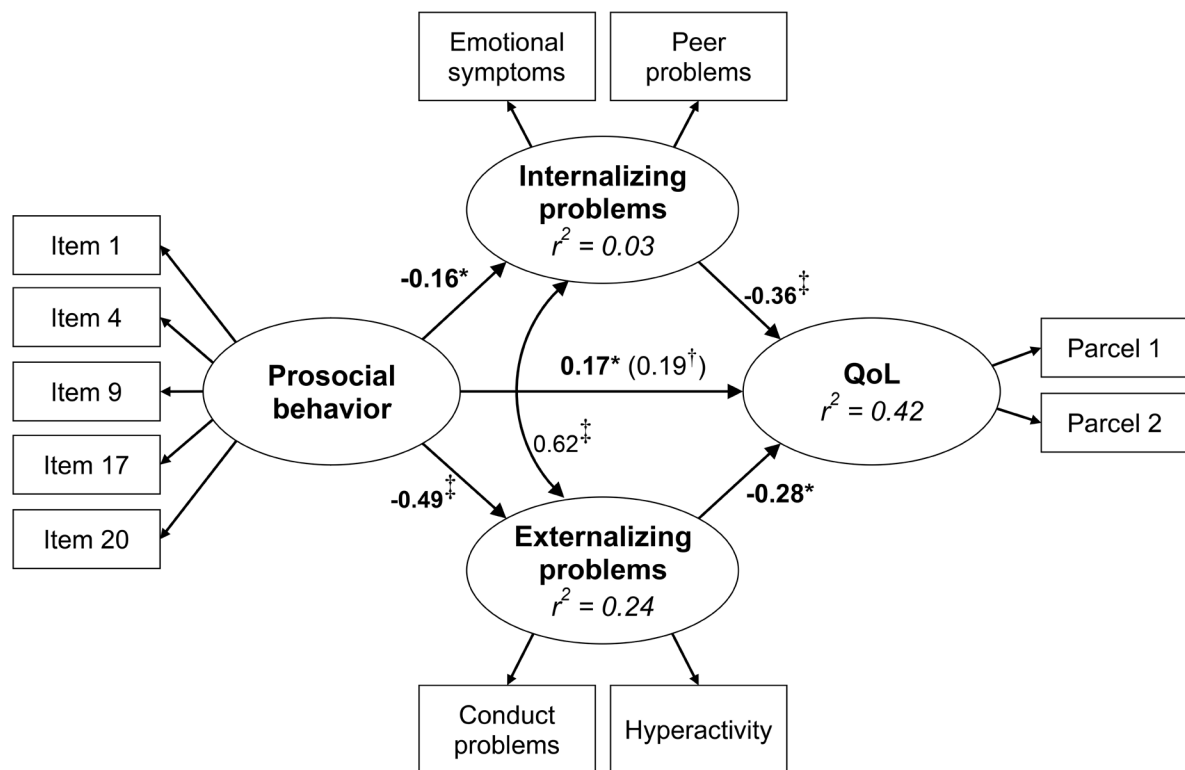 Emotional
symptoms
Peer
problems
Internalizing
problems
r² = 0.03
Item 1
Item 4
Item 9
Item 17
Item 20
Prosocial
behavior
-0.16*
-0.36‡
0.17* (0.19†)
0.62‡
-0.49‡
-0.28*
QoL
r² = 0.42
Parcel 1
Parcel 2
Externalizing
problems
r² = 0.24
Conduct
problems
Hyperactivity